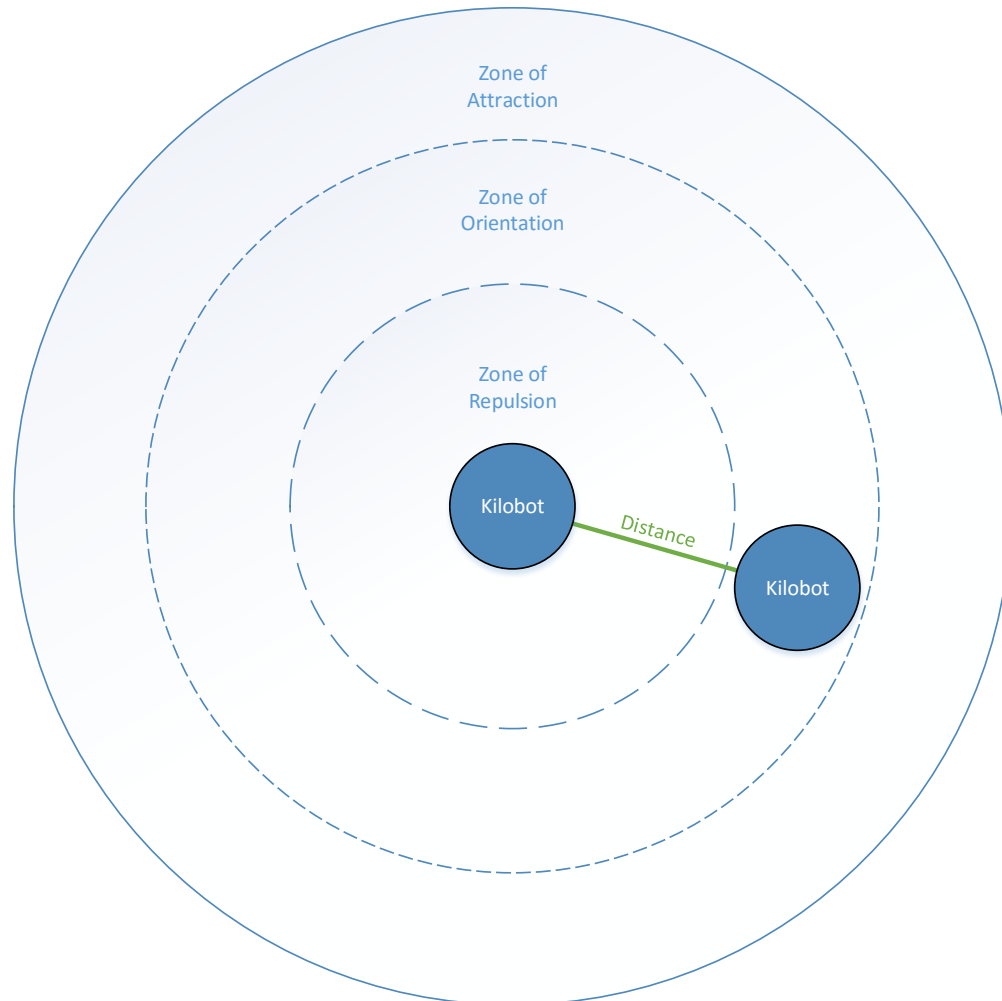 Zone of
Attraction
Zone of
Orientation
Zone of
Repulsion
Kilobot
Distance
Kilobot